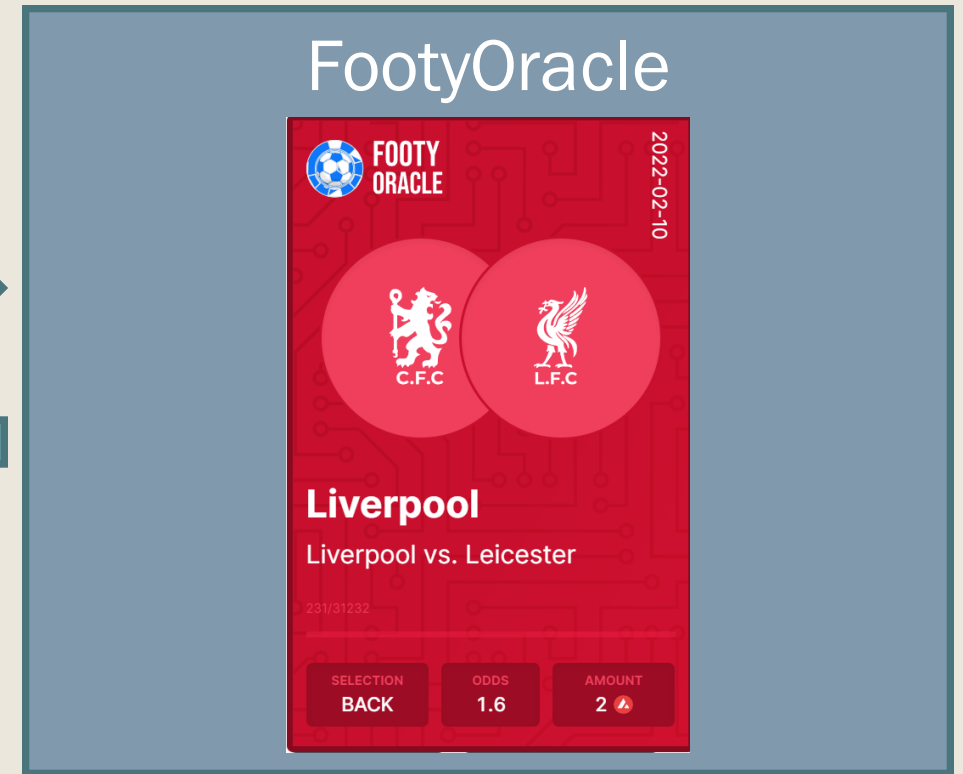 FootyOracle
FOOTY
ORACLE
2022-02-10
C.F.C
L.F.C
Liverpool
Liverpool vs. Leicester
231/31232
SELECTION
BACK
ODDS
1.6
AMOUNT
2